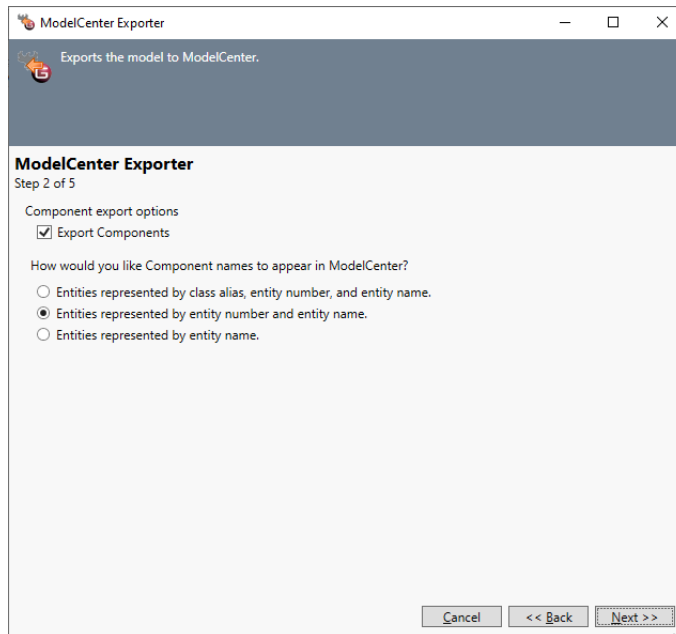 ModelCenter Exporter
Exports the model to ModelCenter.
ModelCenter Exporter
Step 2 of 5
Component export options
Export Components
How would you like Component names to appear in ModelCenter?
Entities represented by class alias, entity number, and entity name.
Entities represented by entity number and entity name.
Entities represented by entity name.
Cancel << Back Next >>